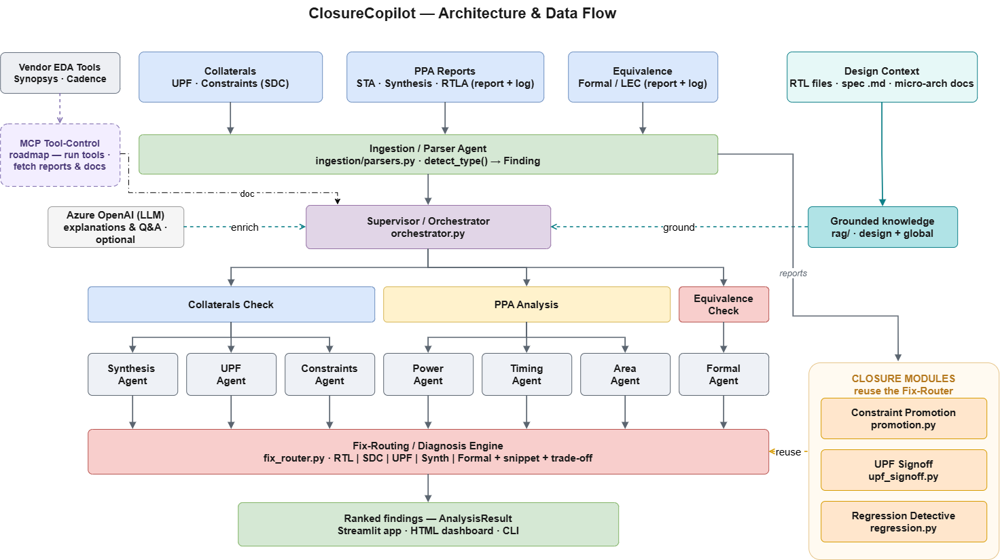 ClosureCopilot — Architecture & Data Flow
Vendor EDA Tools
Synopsys · Cadence
Collaterals
UPF · Constraints (SDC)
PPA Reports
STA · Synthesis · RTLA (report + log)
Equivalence
Formal / LEC (report + log)
Design Context
RTL files · spec .md · micro-arch docs
MCP Tool-Control
roadmap — run tools ·
fetch reports & docs
Ingestion / Parser Agent
ingestion/parsers.py · detect_type() → Finding
doc
Azure OpenAI (LLM)
explanations & Q&A ·
optional
enrich
Supervisor / Orchestrator
orchestrator.py
ground
Grounded knowledge
rag/ · design + global
reports
Collaterals Check
PPA Analysis
Equivalence
Check
Synthesis
Agent
UPF
Agent
Constraints
Agent
Power
Agent
Timing
Agent
Area
Agent
Formal
Agent
CLOSURE MODULES
reuse the Fix-Router
Constraint Promotion
promotion.py
UPF Signoff
upf_signoff.py
Regression Detective
regression.py
reuse
Fix-Routing / Diagnosis Engine
fix_router.py · RTL | SDC | UPF | Synth | Formal + snippet + trade-off
Ranked findings — AnalysisResult
Streamlit app · HTML dashboard · CLI